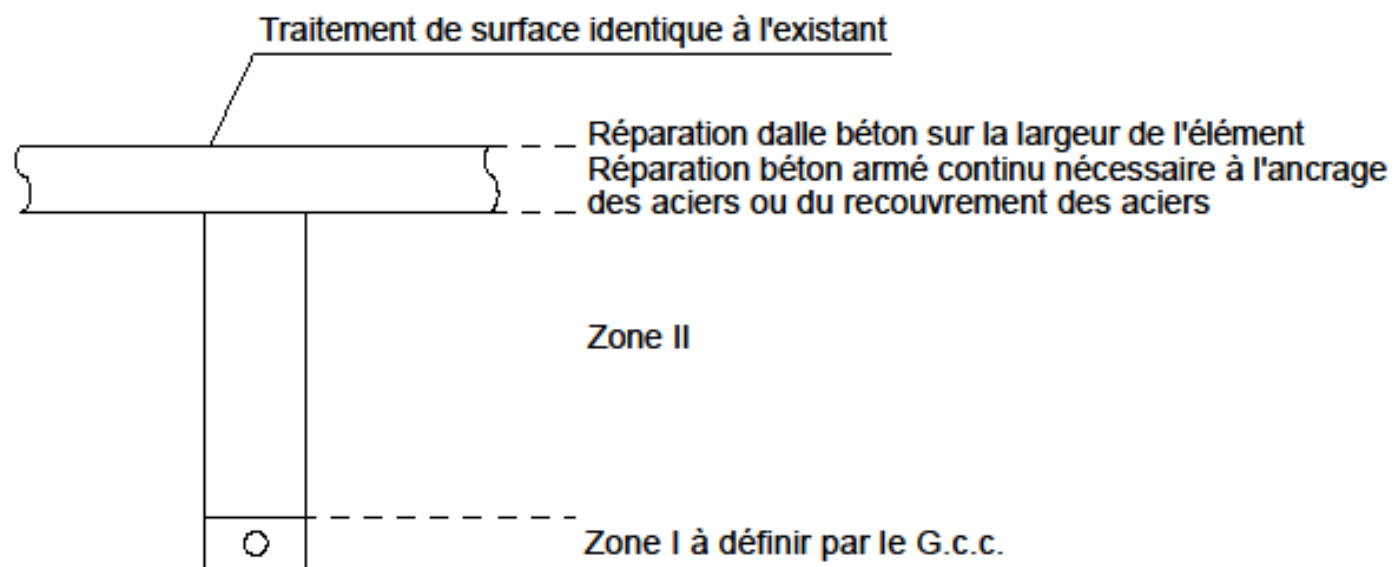 Traitement de surface identique à l'existant
Réparation dalle béton sur la largeur de l'élément
Réparation béton armé continu nécessaire à l'ancrage
des aciers ou du recouvrement des aciers
Zone II
Zone I à définir par le G.c.c.